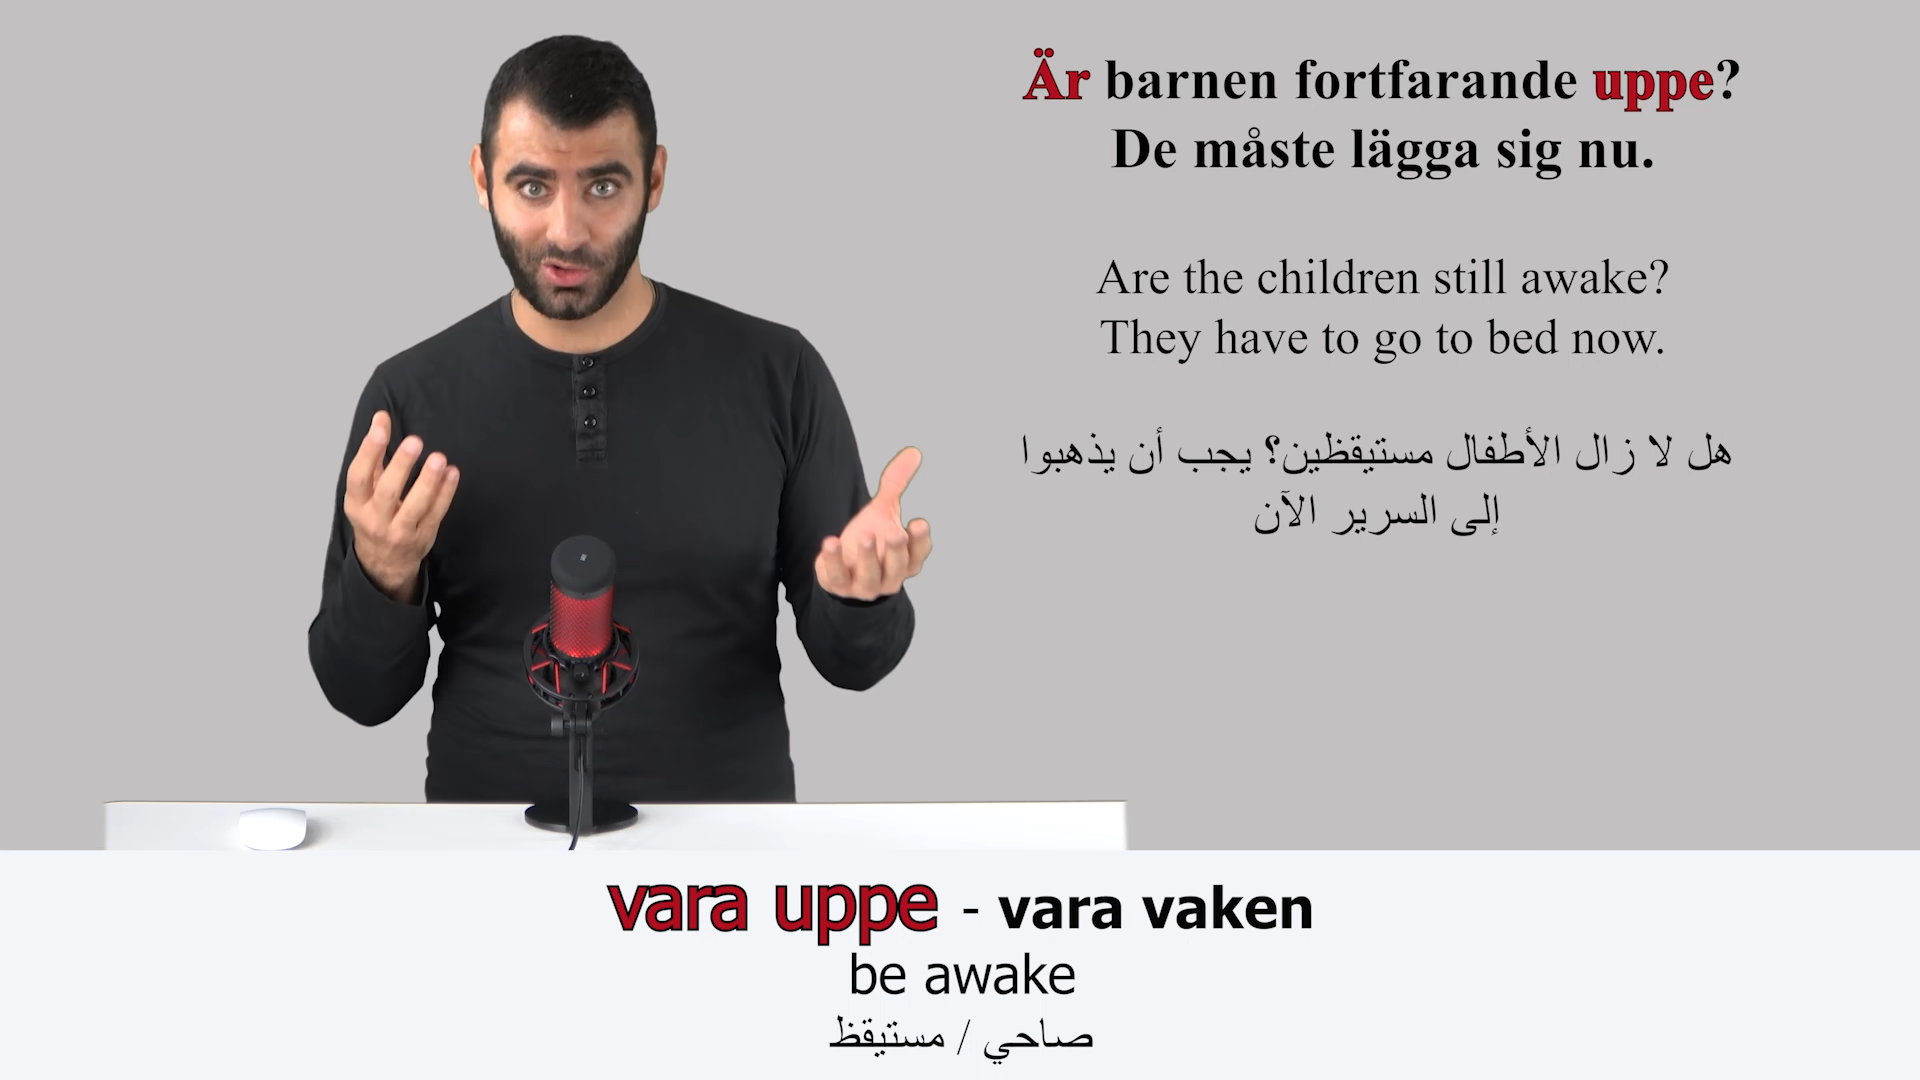 Är barnen fortfarande uppe?
De måste lägga sig nu.
Are the children still awake?
They have to go to bed now.
هل لا زال الأطفال مستيقظين؟ يجب أن يذهبوا
إلى السرير الآن
vara uppe - vara vaken
be awake
صاحي / مستيقظ